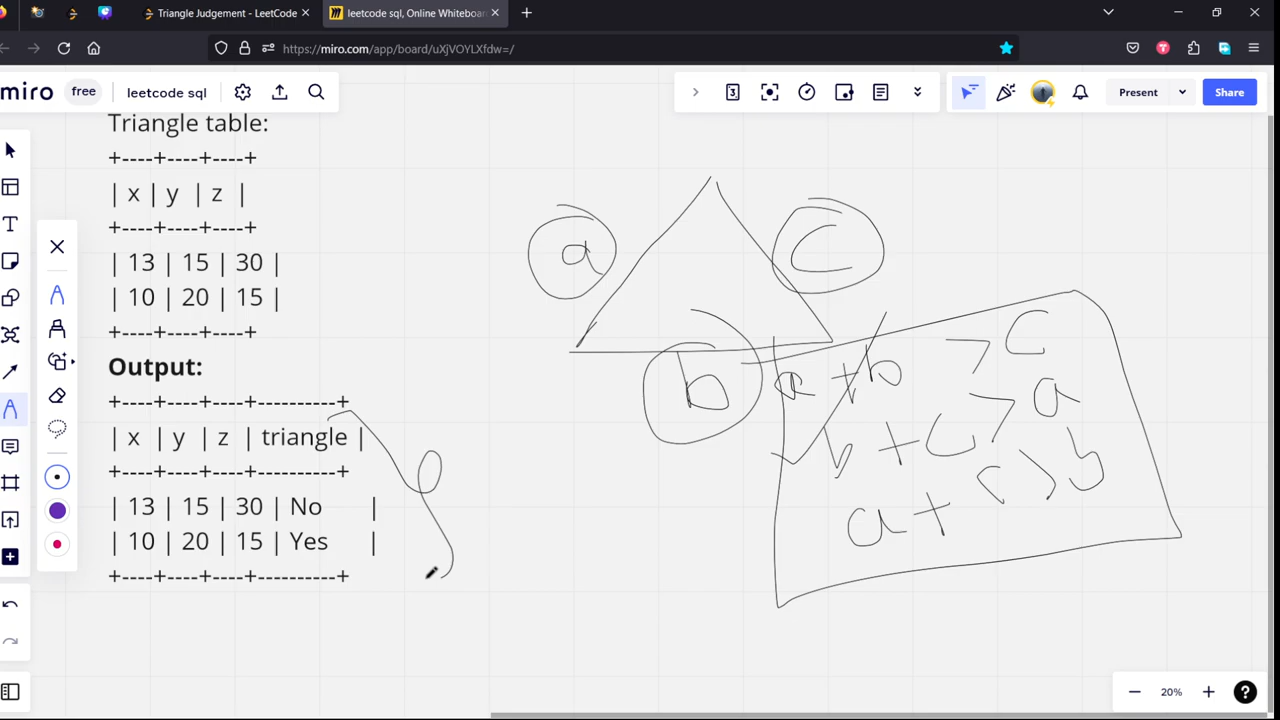 Triangle Judgement - LeetCode
leetcode sql, Online Whiteboard
https://miro.com/app/board/uXjVOYLXfdw=/
miro
free
leetcode sql
3
Present
Share
Triangle table:
+----+----+----+
| x | y | z |
+----+----+----+
| 13 | 15 | 30 |
| 10 | 20 | 15 |
+----+----+----+
Output:
+----+----+----+----------+
| x | y | z | triangle |
+----+----+----+----------+
| 13 | 15 | 30 | No |
| 10 | 20 | 15 | Yes |
+----+----+----+----------+
a
c
b
a + b > c
b + c > a
a + c > b
20%